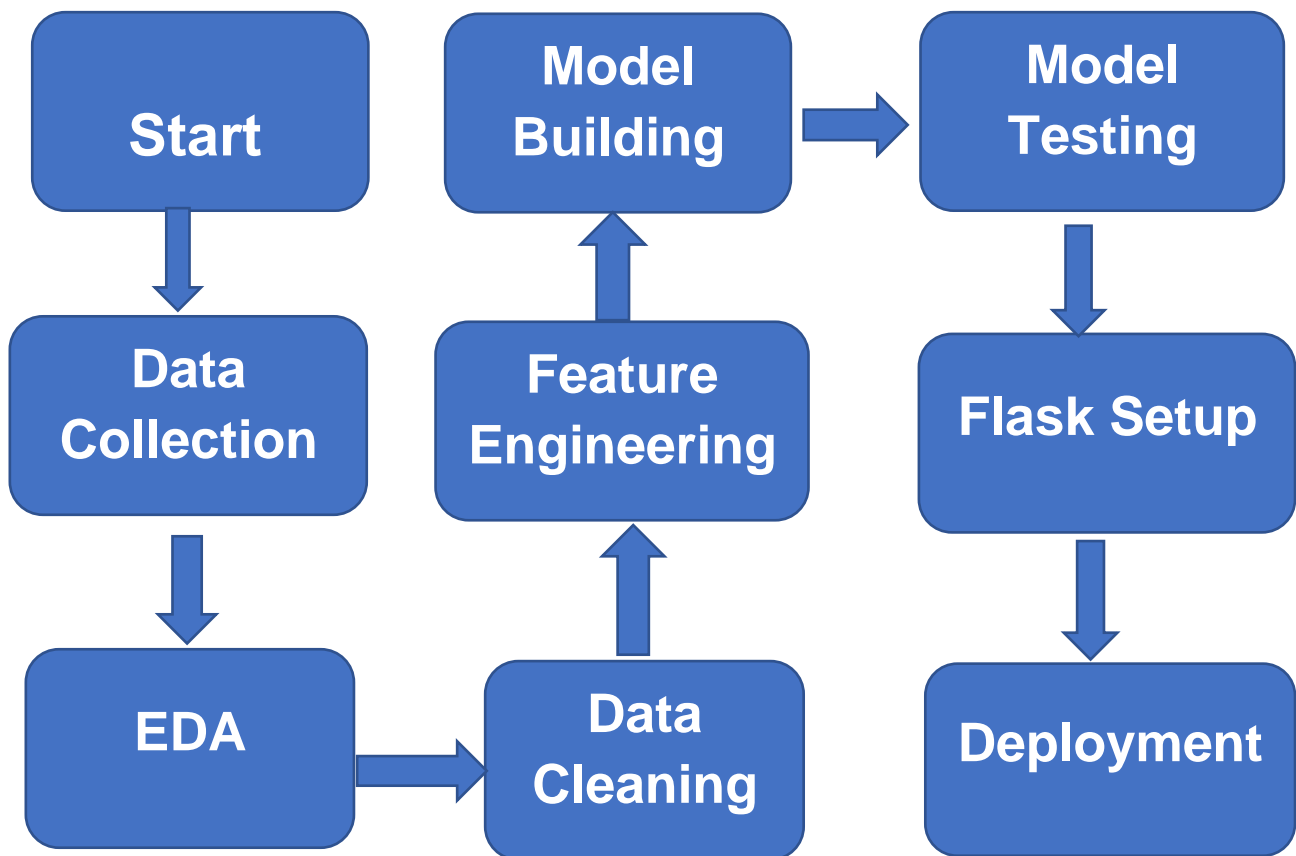 Start
Data
Collection
EDA
Data
Cleaning
Feature
Engineering
Model
Building
Model
Testing
Flask Setup
Deployment